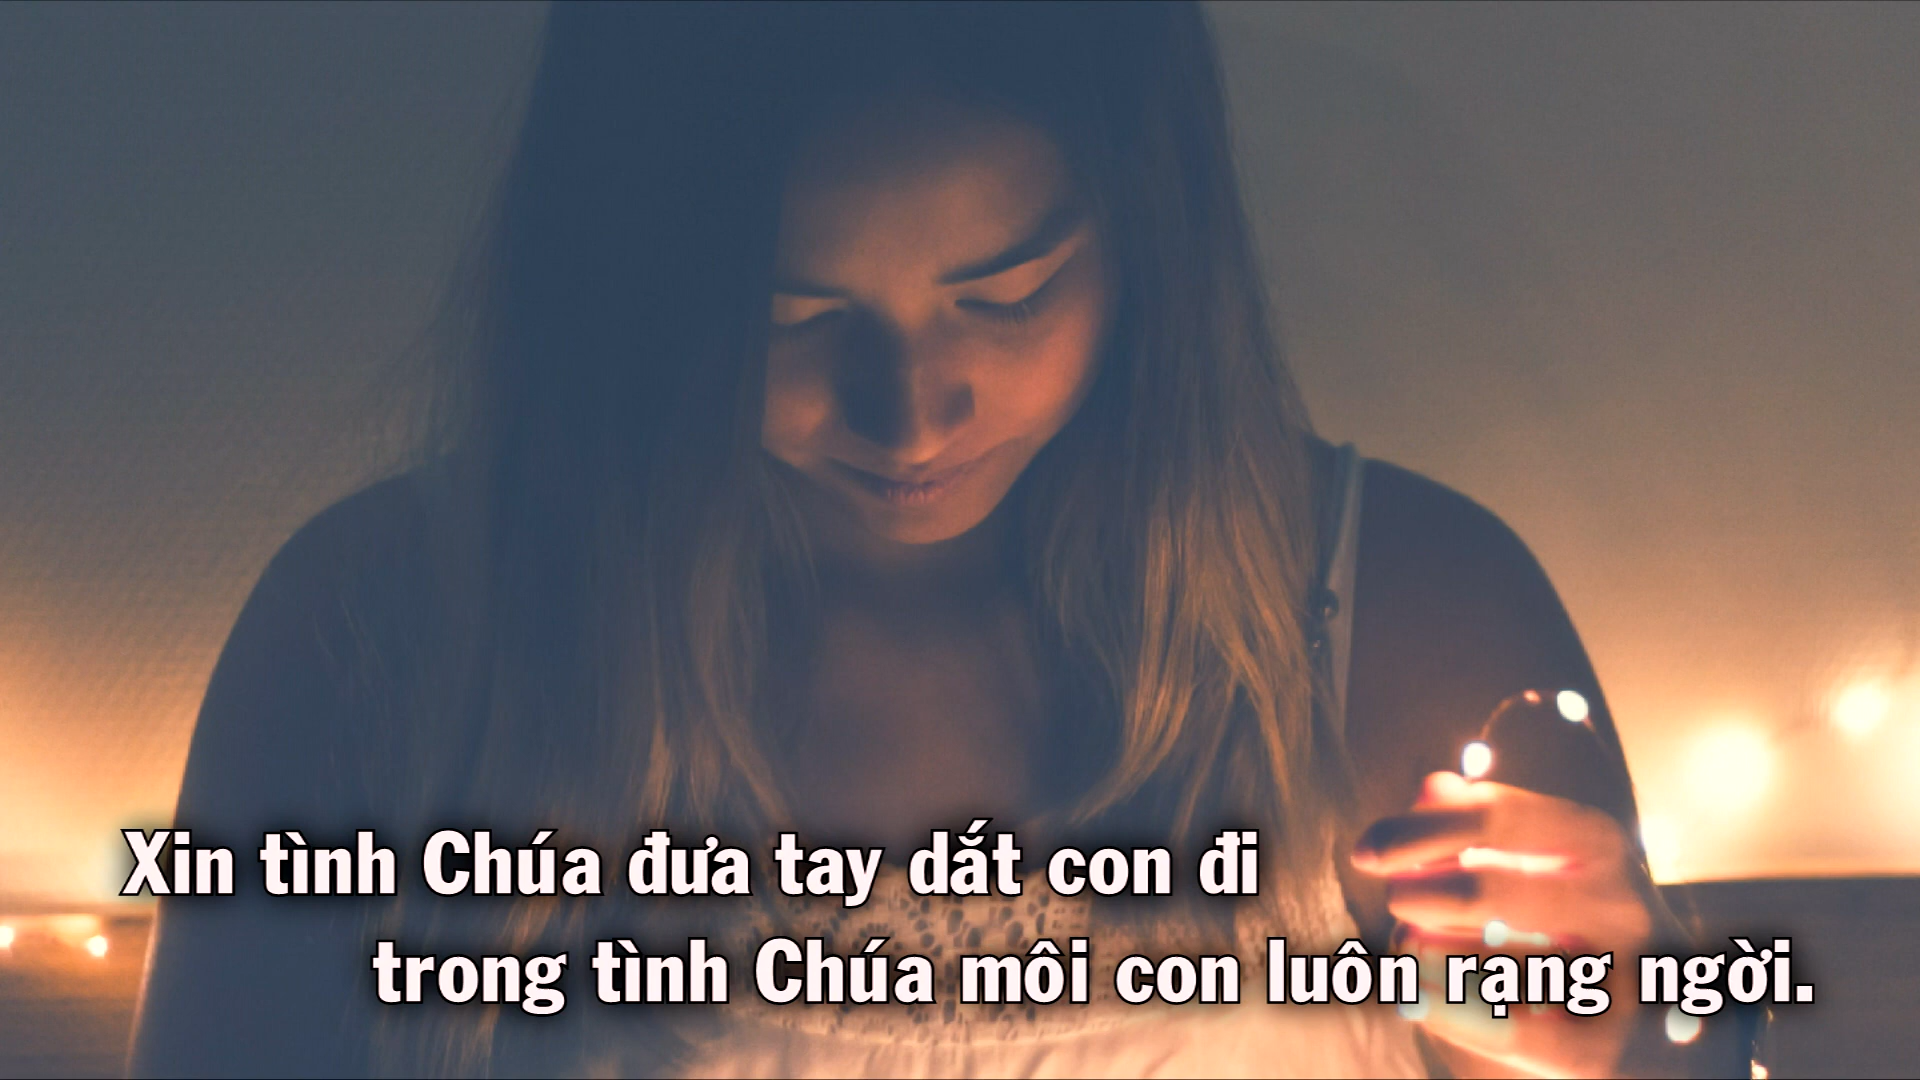 Xin tình Chúa đưa tay dắt con đi
trong tình Chúa môi con luôn rạng ngời.